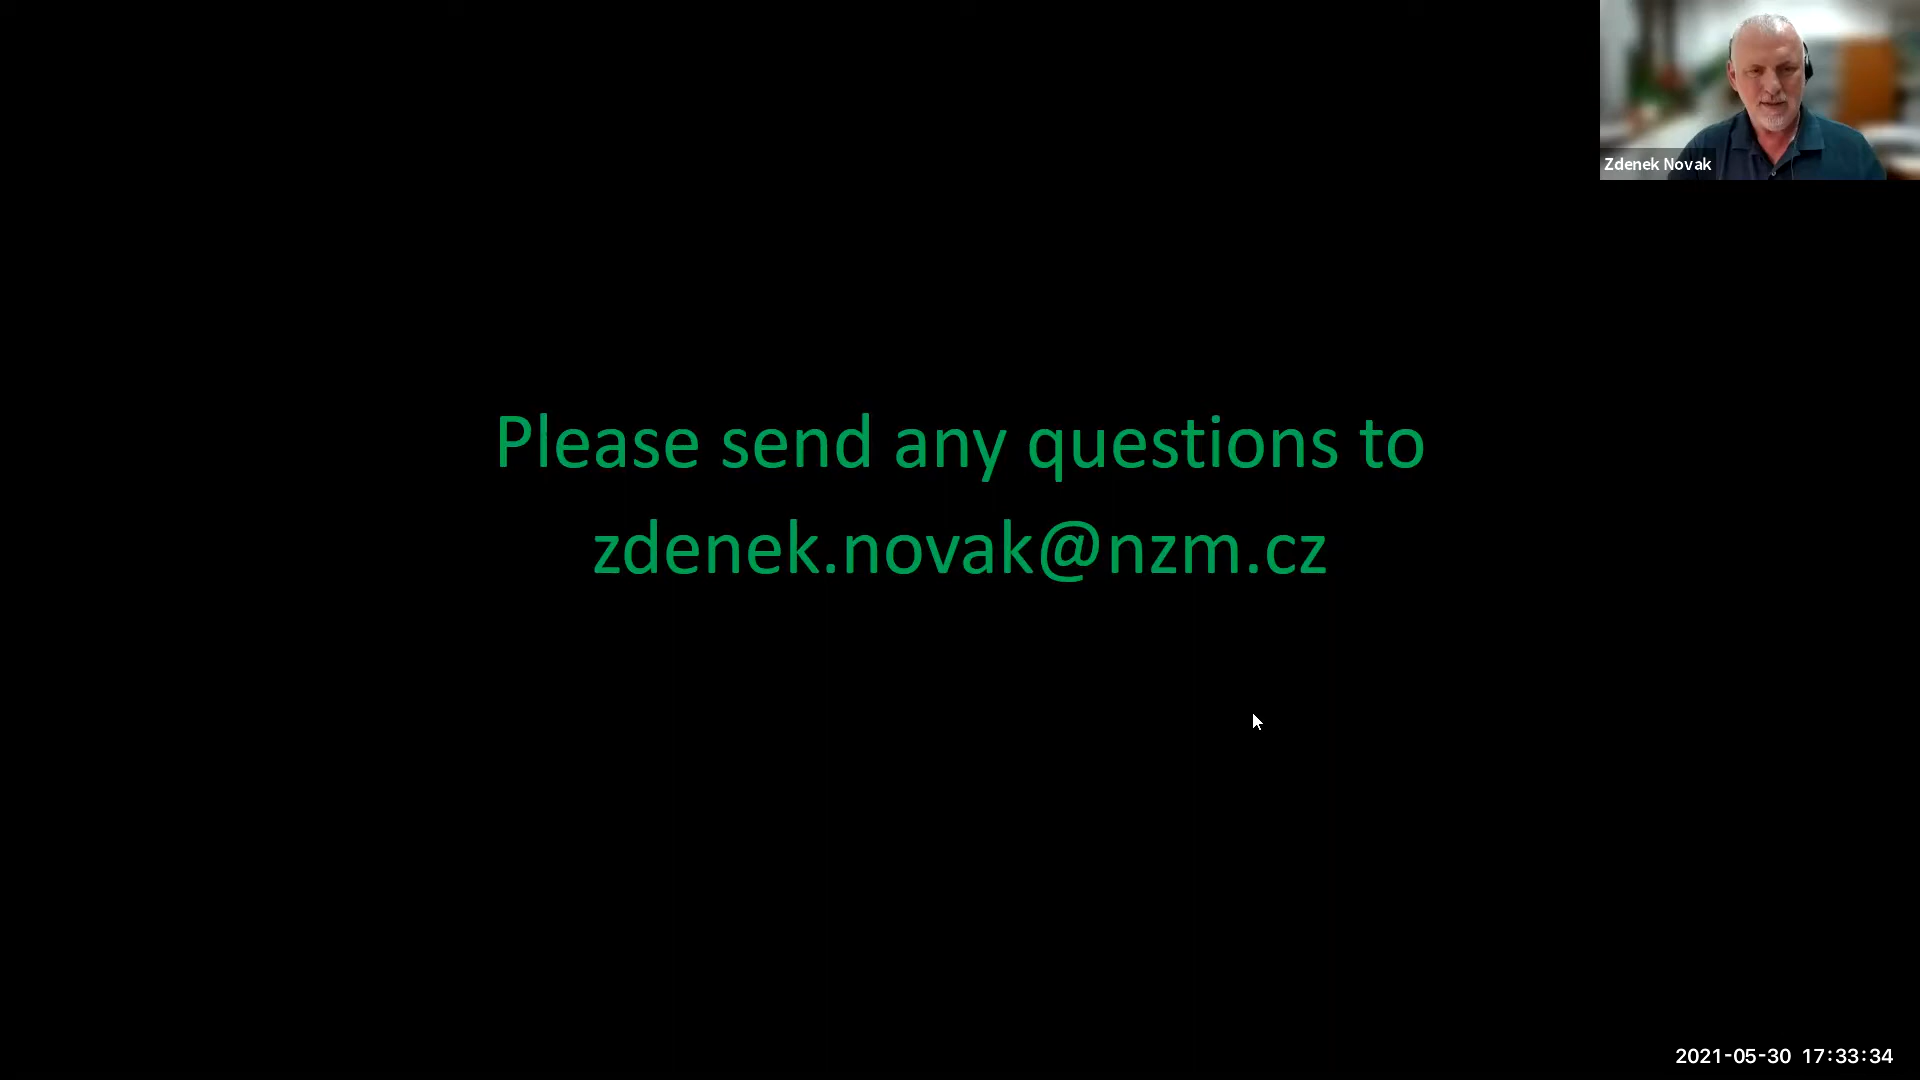 Zdenek Novak
Please send any questions to
zdenek.novak@nzm.cz
2021-05-30 17:33:34